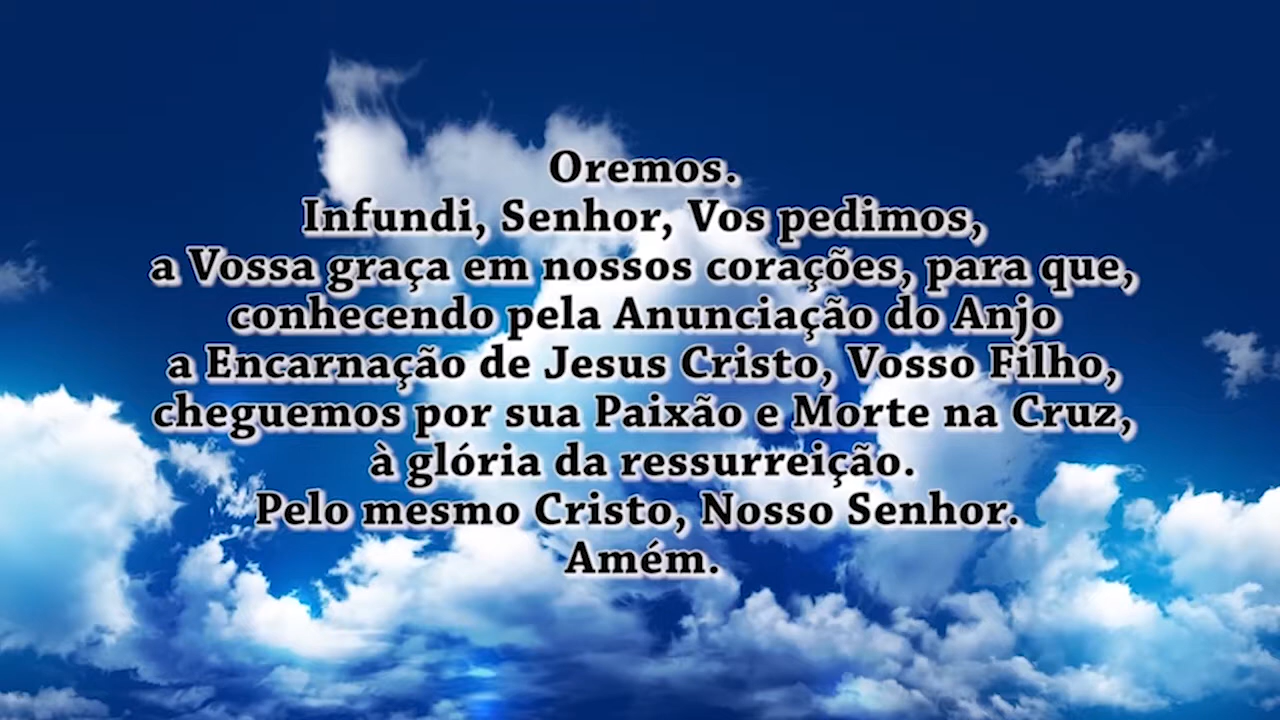 Oremos.
Infundi, Senhor, Vos pedimos,
a Vossa graça em nossos corações, para que,
conhecendo pela Anunciação do Anjo
a Encarnação de Jesus Cristo, Vosso Filho,
cheguemos por sua Paixão e Morte na Cruz,
à glória da ressurreição.
Pelo mesmo Cristo, Nosso Senhor.
Amém.